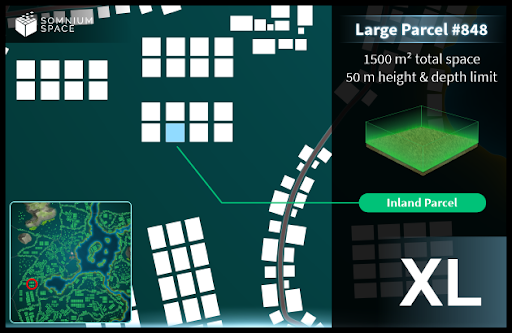 SOMNIUM
SPACE
Large Parcel #848
1500 m² total space
50 m height & depth limit
Inland Parcel
XL